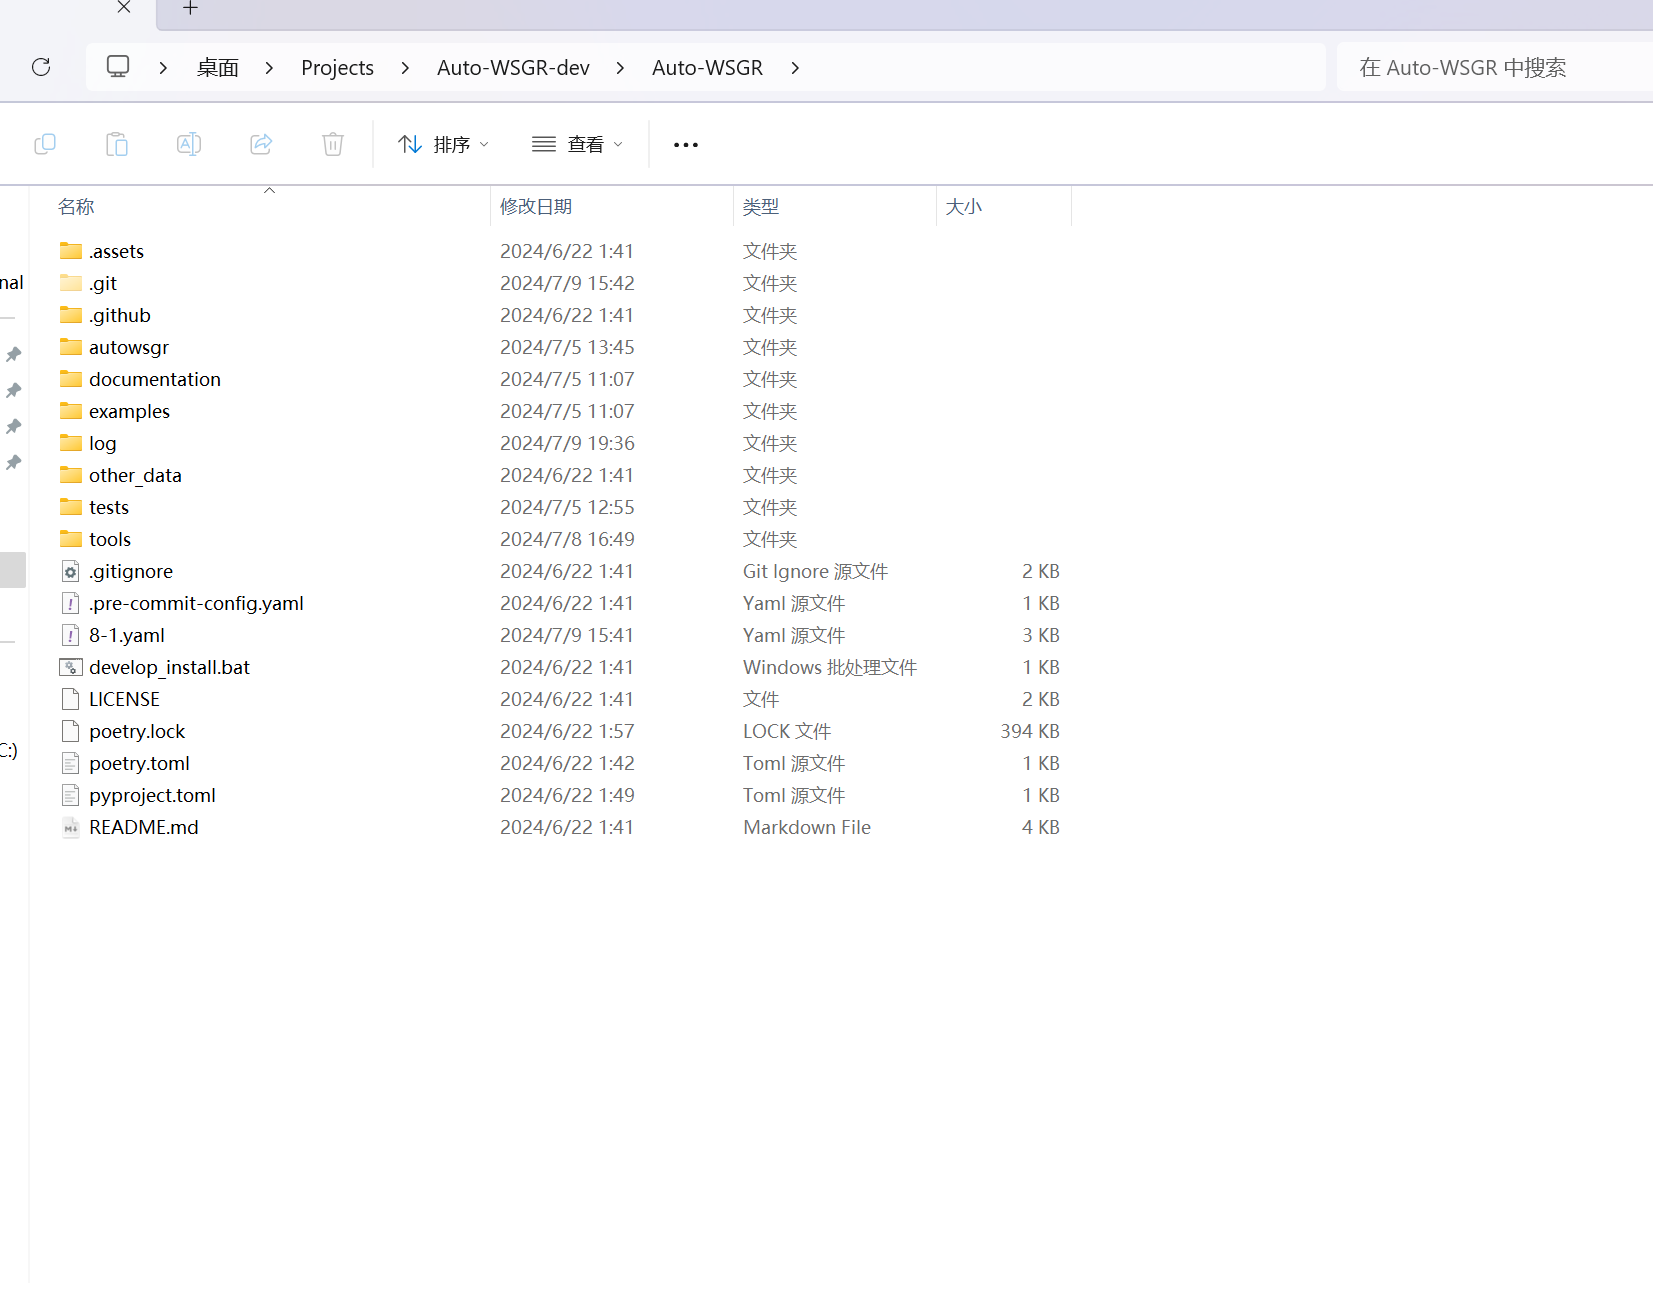 桌面 Projects Auto-WSGR-dev Auto-WSGR 在 Auto-WSGR 中搜索
排序 查看
名称 修改日期 类型 大小
.assets 2024/6/22 1:41 文件夹
nal
.git 2024/7/9 15:42 文件夹
.github 2024/6/22 1:41 文件夹
autowsgr 2024/7/5 13:45 文件夹
documentation 2024/7/5 11:07 文件夹
examples 2024/7/5 11:07 文件夹
log 2024/7/9 19:36 文件夹
other_data 2024/6/22 1:41 文件夹
tests 2024/7/5 12:55 文件夹
tools 2024/7/8 16:49 文件夹
.gitignore 2024/6/22 1:41 Git Ignore 源文件 2 KB
.pre-commit-config.yaml 2024/6/22 1:41 Yaml 源文件 1 KB
8-1.yaml 2024/7/9 15:41 Yaml 源文件 3 KB
develop_install.bat 2024/6/22 1:41 Windows 批处理文件 1 KB
LICENSE 2024/6/22 1:41 文件 2 KB
poetry.lock 2024/6/22 1:57 LOCK 文件 394 KB
C:)
poetry.toml 2024/6/22 1:42 Toml 源文件 1 KB
pyproject.toml 2024/6/22 1:49 Toml 源文件 1 KB
README.md 2024/6/22 1:41 Markdown File 4 KB